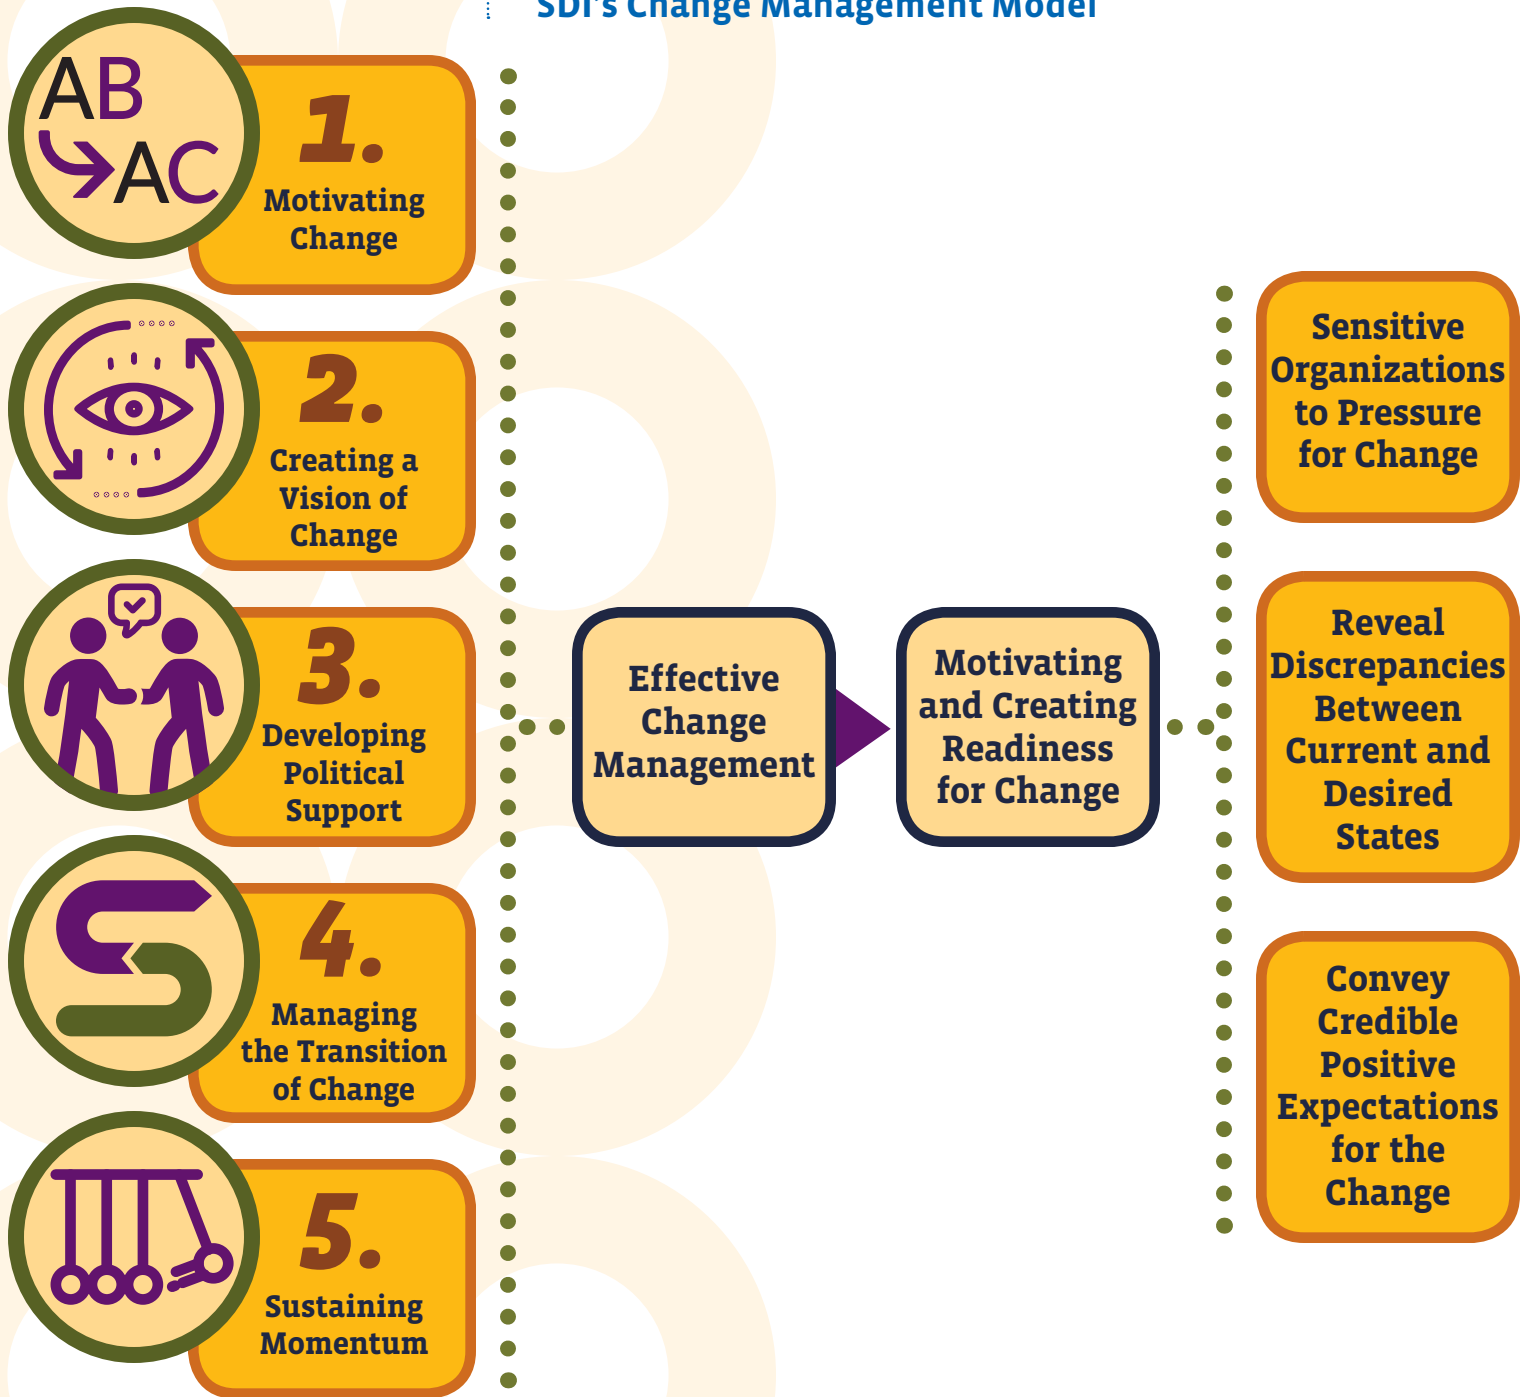 SDI's Change Management Model
AB
AC
1.
Motivating
Change
2.
Creating a
Vision of
Change
3.
Developing
Political
Support
4.
Managing
the Transition
of Change
5.
Sustaining
Momentum
Effective
Change
Management
Motivating
and Creating
Readiness
for Change
Sensitive
Organizations
to Pressure
for Change
Reveal
Discrepancies
Between
Current and
Desired
States
Convey
Credible
Positive
Expectations
for the
Change